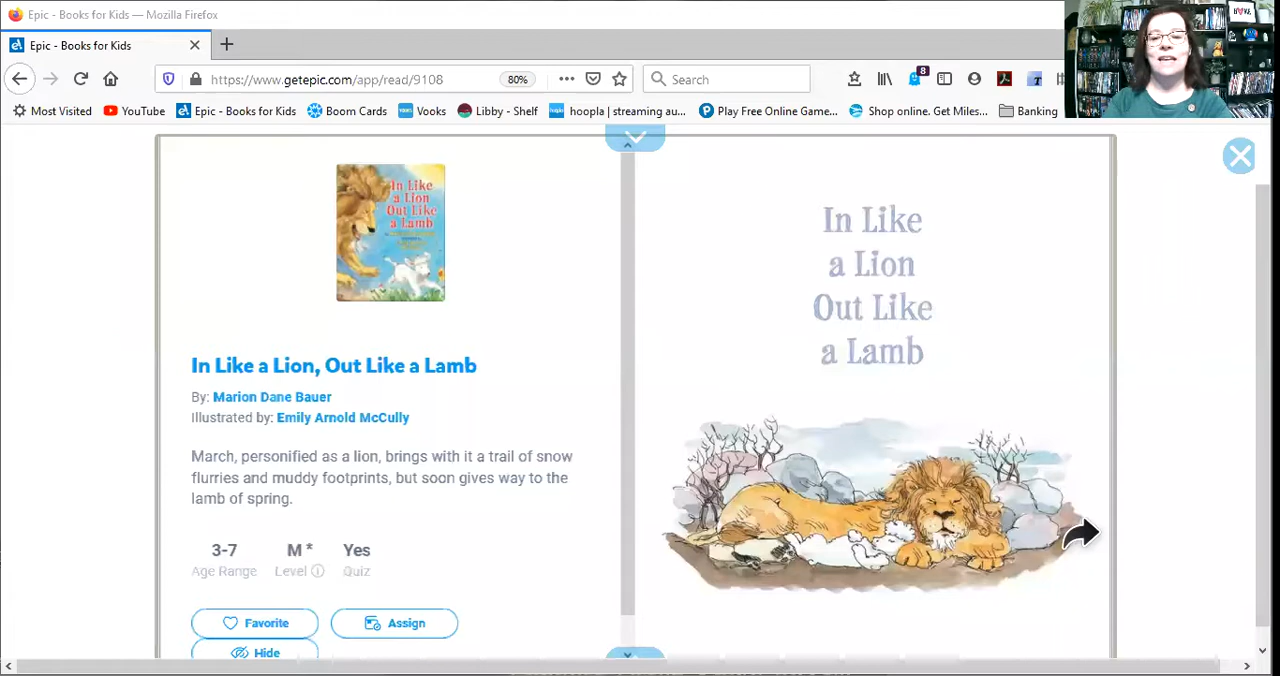 Epic - Books for Kids — Mozilla Firefox
Epic - Books for Kids
https://www.getepic.com/app/read/9108
80%
Search
8
Most Visited
YouTube
Epic - Books for Kids
Boom Cards
Vooks
Libby - Shelf
hoopla | streaming au...
Play Free Online Game...
Shop online. Get Miles...
Banking
In Like
a Lion
Out Like
a Lamb
In Like a Lion, Out Like a Lamb
By: Marion Dane Bauer
Illustrated by: Emily Arnold McCully
March, personified as a lion, brings with it a trail of snow
flurries and muddy footprints, but soon gives way to the
lamb of spring.
3-7
Age Range
M *
Level
Yes
Quiz
Favorite
Assign
Hide
In Like
a Lion
Out Like
a Lamb